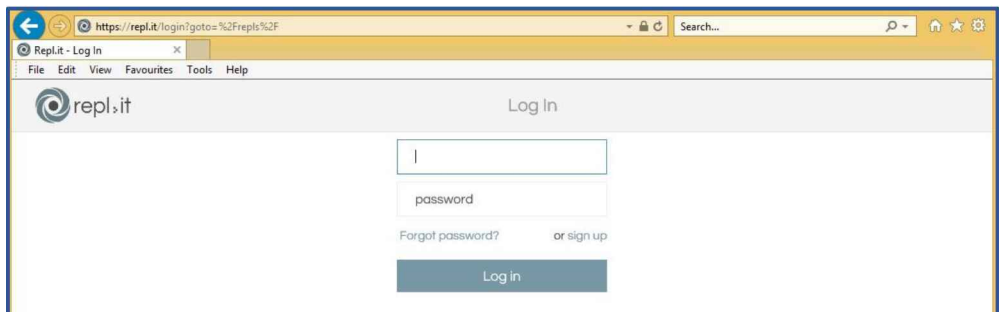 https://repl.it/login?goto=%2Frepls%2F Search...
Repl.it - Log In
File Edit View Favourites Tools Help
repl.it Log In
password
Forgot password? or sign up
Log in